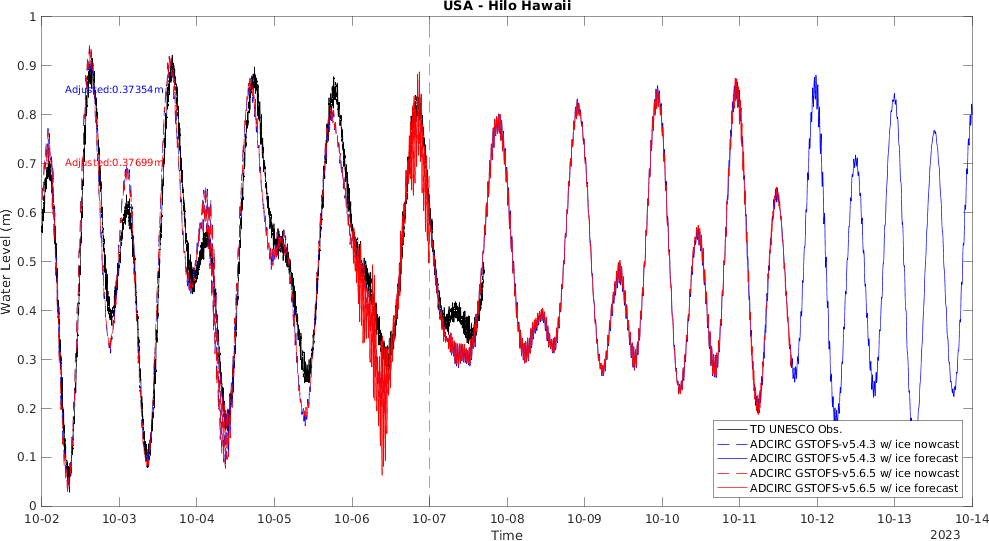 USA - Hilo Hawaii
1
0.9
0.8
0.7
0.6
0.5
0.4
0.3
0.2
0.1
0
Water Level (m)
Adjusted:0.37354m
Adjusted:0.37699m
TD UNESCO Obs.
ADCIRC GSTOFS-v5.4.3 w/ ice nowcast
ADCIRC GSTOFS-v5.4.3 w/ ice forecast
ADCIRC GSTOFS-v5.6.5 w/ ice nowcast
ADCIRC GSTOFS-v5.6.5 w/ ice forecast
10-02 10-03 10-04 10-05 10-06 10-07 10-08 10-09 10-10 10-11 10-12 10-13 10-14
Time
2023